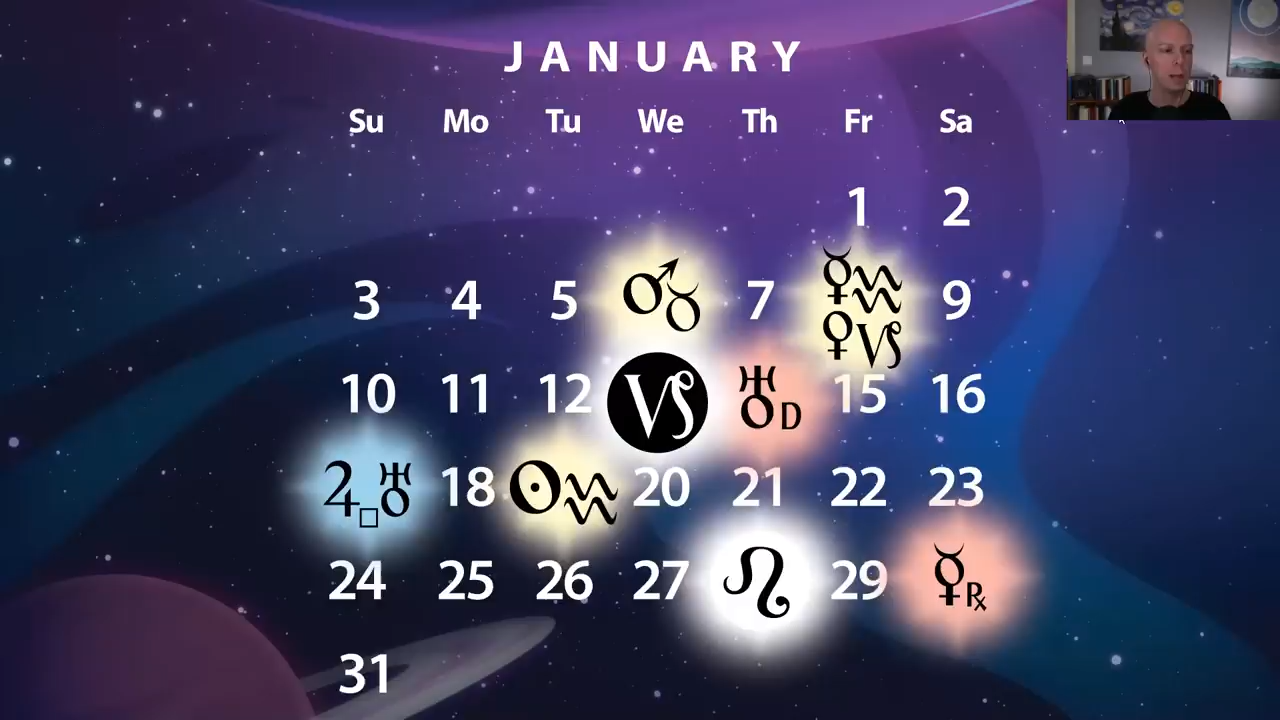 JANUARY
Su Mo Tu We Th Fr Sa
1 2
3 4 5 ♂♉ 7 ☿♒ 9
♀♑
10 11 12 ♑ ♅D 15 16
♃□♅ 18 ☉♒ 20 21 22 23
24 25 26 27 ♌ 29 ☿℞
31